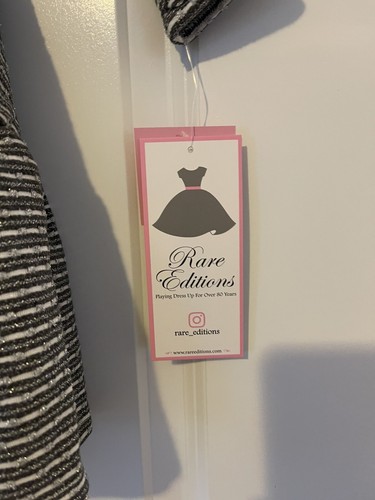 Rare
Editions
Playing Dress Up For Over 80 Years
rare_editions
www.rareeditions.com